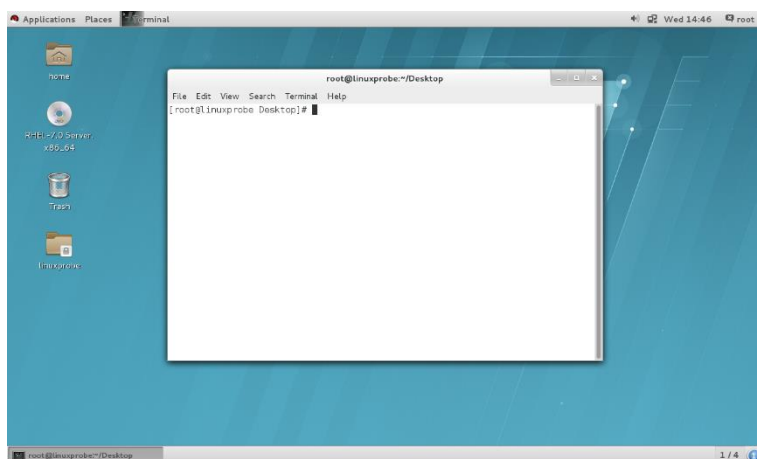 Applications Places Terminal
Wed 14:46 root
home
RHEL-7.0 Server.
x86_64
Trash
linuxprobe.
root@linuxprobe:~/Desktop
File Edit View Search Terminal Help
[root@linuxprobe Desktop]#
root@linuxprobe:~/Desktop
1 / 4